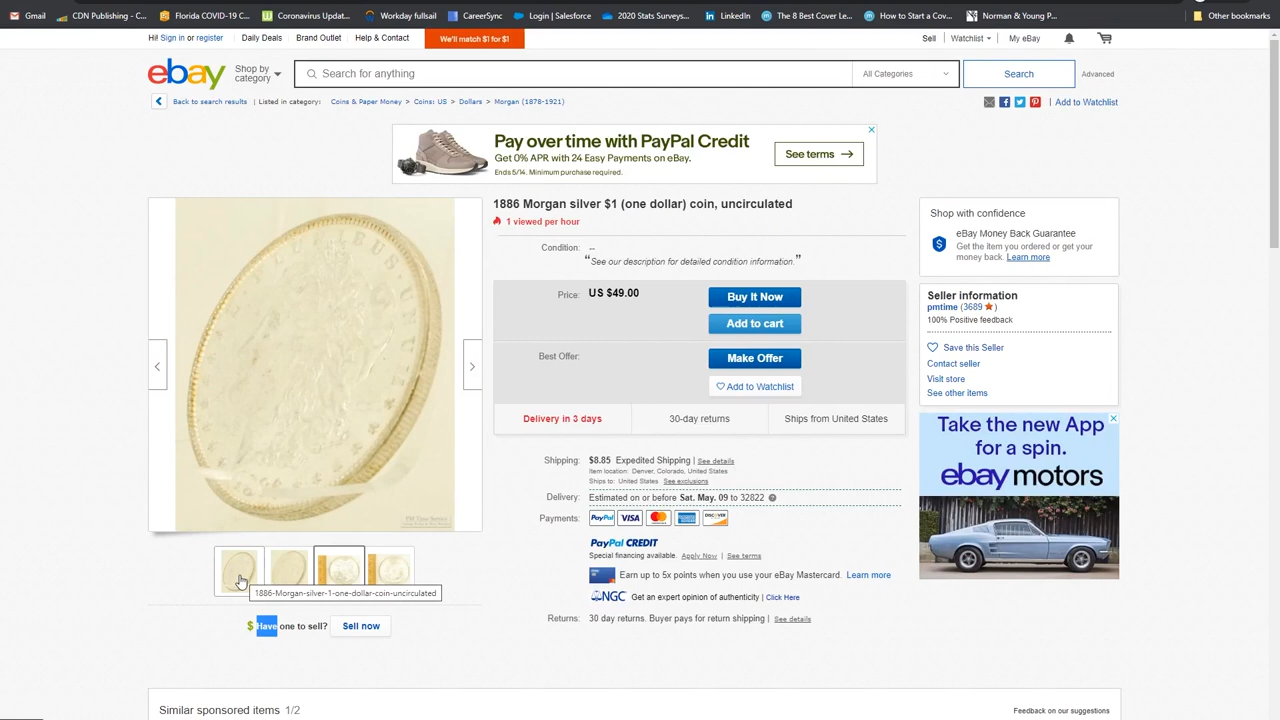 Gmail CDN Publishing - C... Florida COVID-19 C... Coronavirus Updat... Workday fullsail CareerSync Login | Salesforce 2020 Stats Surveys... LinkedIn The 8 Best Cover Le... How to Start a Cov... Norman & Young P... Other bookmarks
Hi! Sign in or register Daily Deals Brand Outlet Help & Contact We'll match $1 for $1! Sell Watchlist My eBay
ebay Shop by category Search for anything All Categories Search Advanced
Back to search results | Listed in category: Coins & Paper Money > Coins: US > Dollars > Morgan (1878-1921) | Add to Watchlist
Pay over time with PayPal Credit
Get 0% APR with 24 Easy Payments on eBay.
Ends 5/14. Minimum purchase required.
See terms
1886 Morgan silver $1 (one dollar) coin, uncirculated
1 viewed per hour
Condition: --
“See our description for detailed condition information.”
Price: US $49.00 Buy It Now
Add to cart
Best Offer: Make Offer
Add to Watchlist
Delivery in 3 days 30-day returns Ships from United States
Shipping: $8.85 Expedited Shipping | See details
Item location: Denver, Colorado, United States
Ships to: United States See exclusions
Delivery: Estimated on or before Sat. May. 09 to 32822
Payments: PayPal VISA DISCOVER
PayPal CREDIT
Special financing available. Apply Now | See terms
Earn up to 5x points when you use your eBay Mastercard. Learn more
NGC Get an expert opinion of authenticity | Click Here
Returns: 30 day returns. Buyer pays for return shipping | See details
Shop with confidence
eBay Money Back Guarantee
Get the item you ordered or get your
money back. Learn more
Seller information
pmtime (3689 )
100% Positive feedback
Save this Seller
Contact seller
Visit store
See other items
Take the new App
for a spin.
ebay motors
1886-Morgan-silver-1-one-dollar-coin-uncirculated
$ Have one to sell? Sell now
Similar sponsored items 1/2 Feedback on our suggestions